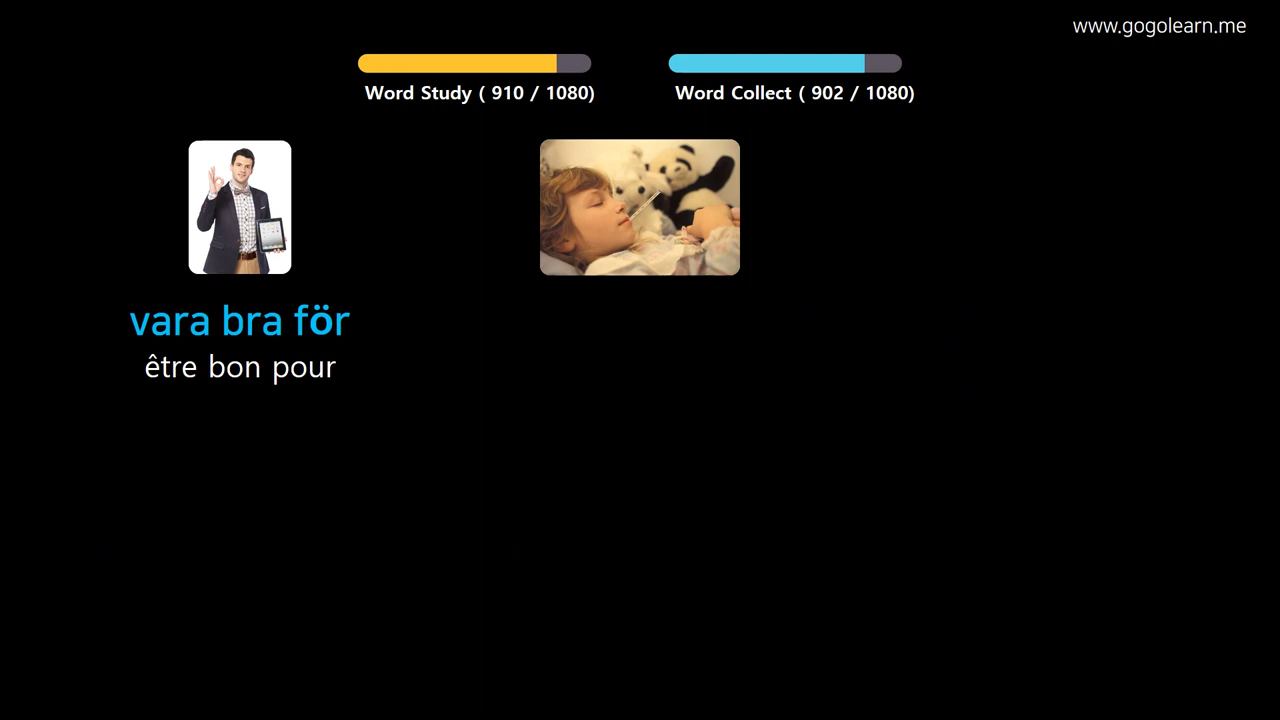 www.gogolearn.me
Word Study ( 910 / 1080)
Word Collect ( 902 / 1080)
vara bra för
être bon pour